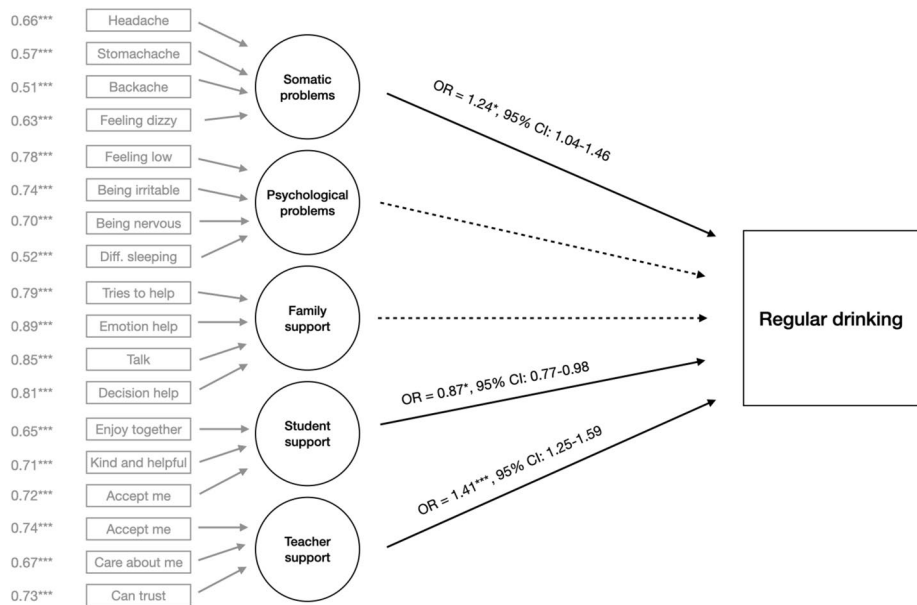 0.66*** Headache
0.57*** Stomachache
0.51*** Backache
0.63*** Feeling dizzy
Somatic
problems
OR = 1.24*, 95% CI: 1.04-1.46
0.78*** Feeling low
0.74*** Being irritable
0.70*** Being nervous
0.52*** Diff. sleeping
Psychological
problems
0.79*** Tries to help
0.89*** Emotion help
0.85*** Talk
0.81*** Decision help
Family
support
Regular drinking
0.65*** Enjoy together
0.71*** Kind and helpful
0.72*** Accept me
Student
support
OR = 0.87*, 95% CI: 0.77-0.98
0.74*** Accept me
0.67*** Care about me
0.73*** Can trust
Teacher
support
OR = 1.41***, 95% CI: 1.25-1.59